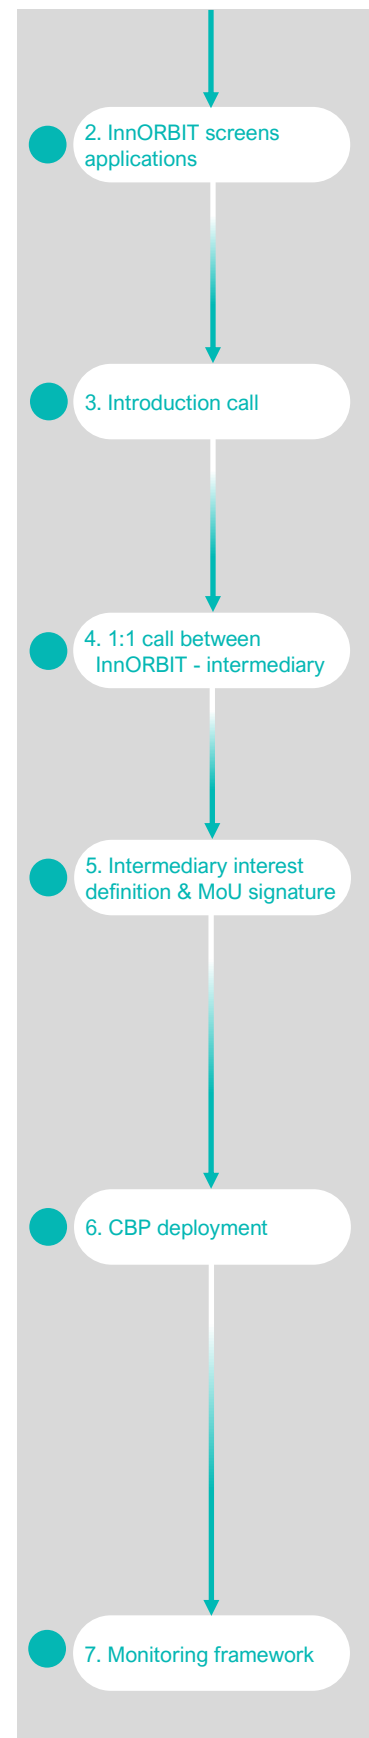 2. InnORBIT screens
applications
3. Introduction call
4. 1:1 call between
InnORBIT - intermediary
5. Intermediary interest
definition & MoU signature
6. CBP deployment
7. Monitoring framework